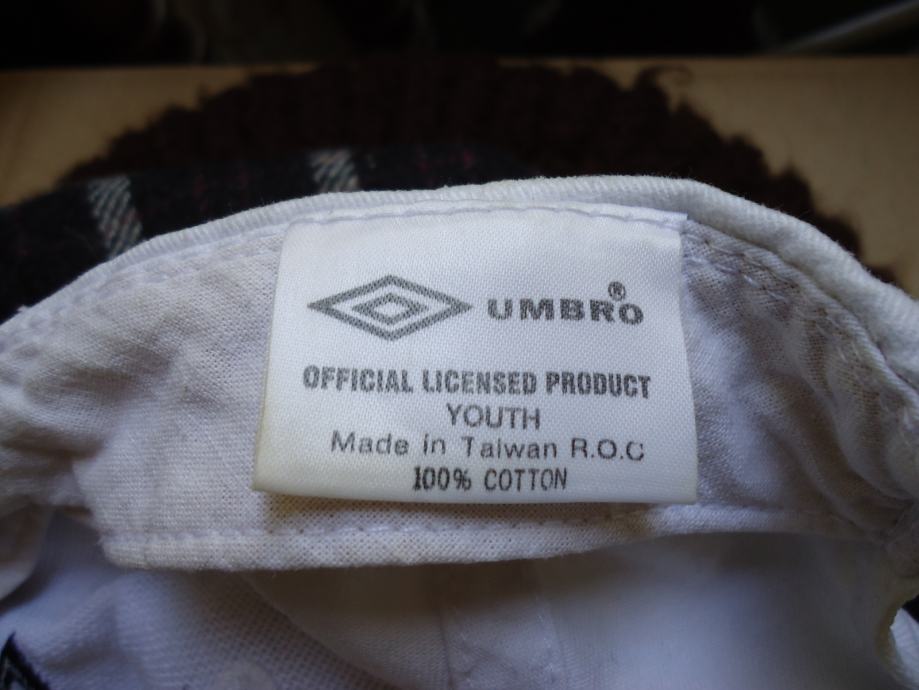 UMBRO®
OFFICIAL LICENSED PRODUCT
YOUTH
Made in Taiwan R.O.C
100% COTTON